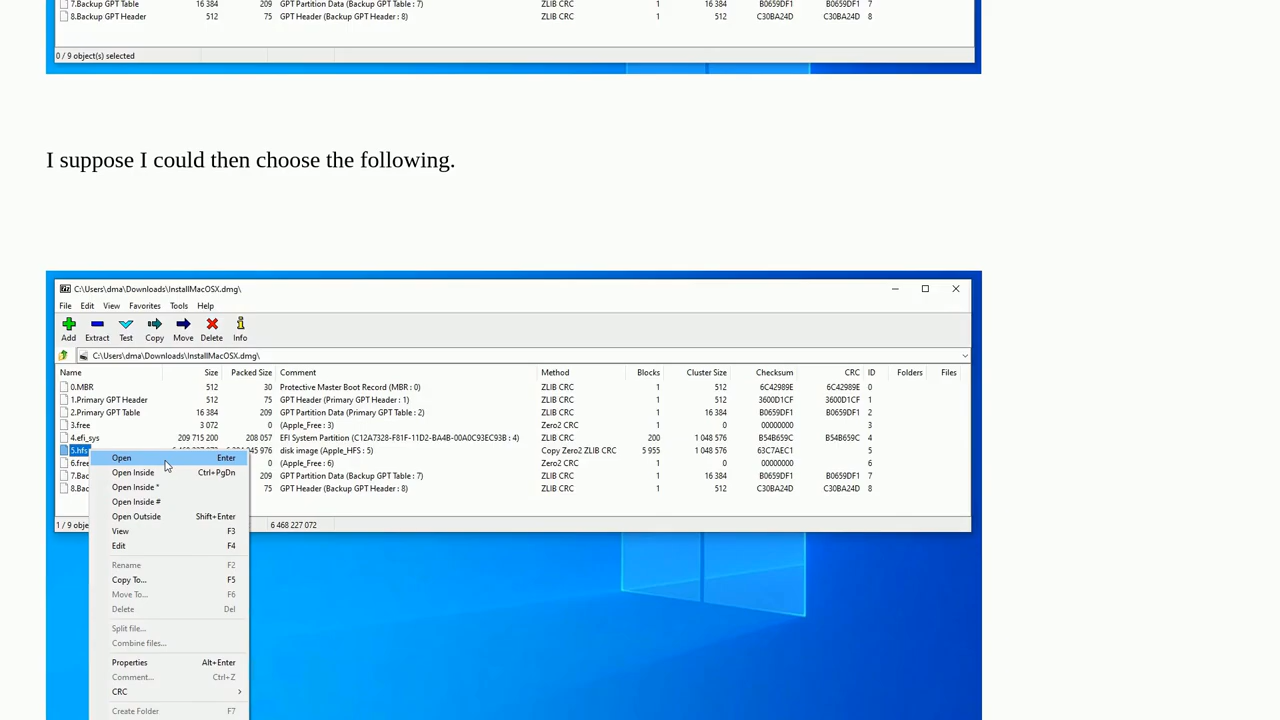 7.Backup GPT Table 16 384 209 GPT Partition Data (Backup GPT Table : 7) ZLIB CRC 1 16 384 B0659DF1 B0659DF1 7
8.Backup GPT Header 512 75 GPT Header (Backup GPT Header : 8) ZLIB CRC 1 512 C30BA24D C30BA24D 8
0 / 9 object(s) selected
I suppose I could then choose the following.
C:\Users\dma\Downloads\InstallMacOSX.dmg\
File Edit View Favorites Tools Help
Add Extract Test Copy Move Delete Info
C:\Users\dma\Downloads\InstallMacOSX.dmg\
Name Size Packed Size Comment Method Blocks Cluster Size Checksum CRC ID Folders Files
0.MBR 512 30 Protective Master Boot Record (MBR : 0) ZLIB CRC 1 512 6C42989E 6C42989E 0
1.Primary GPT Header 512 75 GPT Header (Primary GPT Header : 1) ZLIB CRC 1 512 3600D1CF 3600D1CF 1
2.Primary GPT Table 16 384 209 GPT Partition Data (Primary GPT Table : 2) ZLIB CRC 1 16 384 B0659DF1 B0659DF1 2
3.free 3 072 0 (Apple_Free : 3) Zero2 CRC 1 00000000 3
4.efi_sys 209 715 200 208 057 EFI System Partition (C12A7328-F81F-11D2-BA4B-00A0C93EC93B : 4) ZLIB CRC 200 1 048 576 B54B659C B54B659C 4
5.hfs 976 disk image (Apple_HFS : 5) Copy Zero2 ZLIB CRC 5 955 1 048 576 63C7AEC1 5
6.free 0 (Apple_Free : 6) Zero2 CRC 1 00000000 6
7.Bac 209 GPT Partition Data (Backup GPT Table : 7) ZLIB CRC 1 16 384 B0659DF1 B0659DF1 7
8.Bac 75 GPT Header (Backup GPT Header : 8) ZLIB CRC 1 512 C30BA24D C30BA24D 8
1 / 9 obje 6 468 227 072
Open Enter
Open Inside Ctrl+PgDn
Open Inside *
Open Inside #
Open Outside Shift+Enter
View F3
Edit F4
Rename F2
Copy To... F5
Move To... F6
Delete Del
Split file...
Combine files...
Properties Alt+Enter
Comment... Ctrl+Z
CRC
Create Folder F7